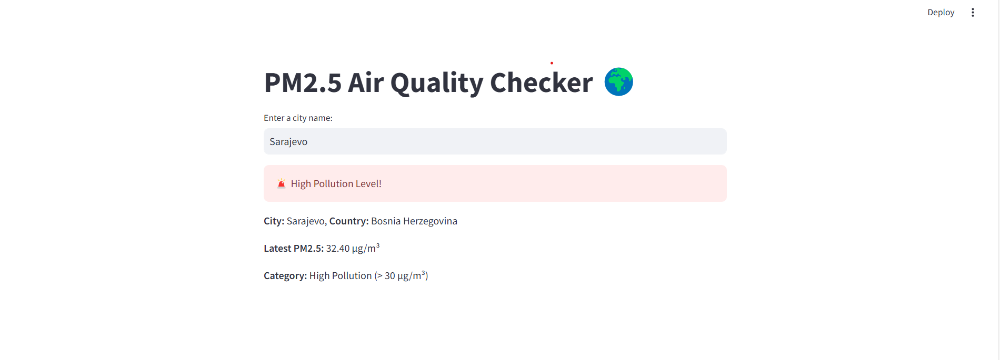 Deploy
PM2.5 Air Quality Checker 🌍
Enter a city name:
Sarajevo
🚨 High Pollution Level!
City: Sarajevo, Country: Bosnia Herzegovina
Latest PM2.5: 32.40 µg/m³
Category: High Pollution (> 30 µg/m³)